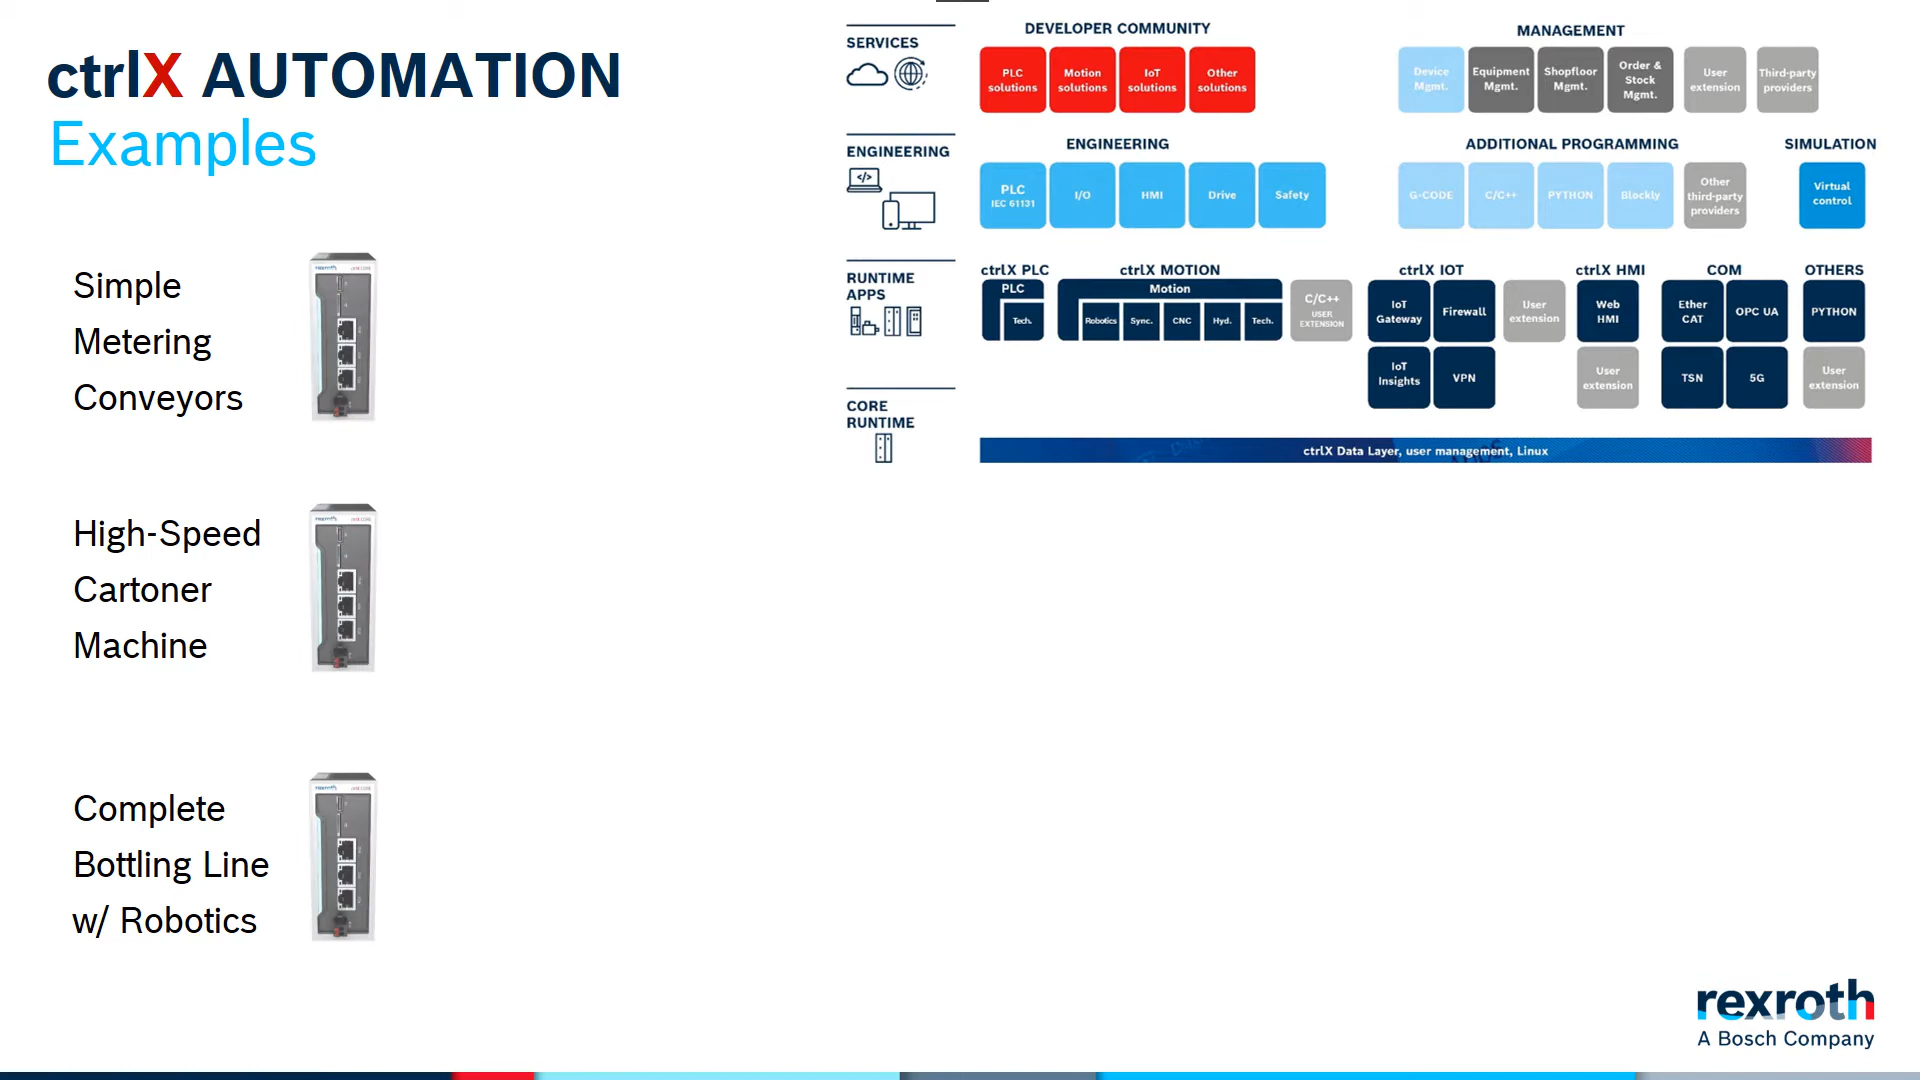 ctrlX AUTOMATION
Examples
Simple
Metering
Conveyors
High-Speed
Cartoner
Machine
Complete
Bottling Line
w/ Robotics
SERVICES
DEVELOPER COMMUNITY
PLC solutions
Motion solutions
IoT solutions
Other solutions
MANAGEMENT
Device Mgmt.
Equipment Mgmt.
Shopfloor Mgmt.
Order & Stock Mgmt.
User extension
Third-party providers
ENGINEERING
ENGINEERING
PLC IEC 61131
I/O
HMI
Drive
Safety
ADDITIONAL PROGRAMMING
G-CODE
C/C++
PYTHON
Blockly
Other third-party providers
SIMULATION
Virtual control
RUNTIME APPS
ctrlX PLC
PLC
Tech.
ctrlX MOTION
Motion
Robotics
Sync.
CNC
Hyd.
Tech.
C/C++ USER EXTENSION
ctrlX IOT
IoT Gateway
Firewall
User extension
IoT Insights
VPN
ctrlX HMI
Web HMI
User extension
COM
Ether CAT
OPC UA
TSN
5G
OTHERS
PYTHON
User extension
CORE RUNTIME
ctrlX Data Layer, user management, Linux
rexroth
A Bosch Company